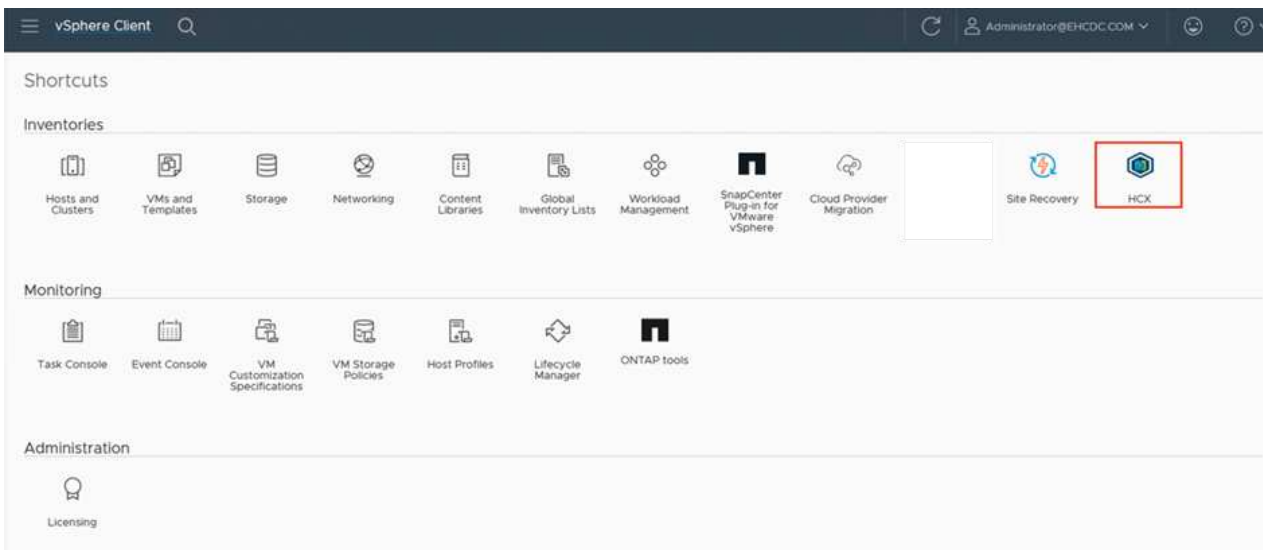 vSphere Client
Administrator@EHCDC.COM
Shortcuts
Inventories
Hosts and Clusters
VMs and Templates
Storage
Networking
Content Libraries
Global Inventory Lists
Workload Management
SnapCenter Plug-in for VMware vSphere
Cloud Provider Migration
Site Recovery
HCX
Monitoring
Task Console
Event Console
VM Customization Specifications
VM Storage Policies
Host Profiles
Lifecycle Manager
ONTAP tools
Administration
Licensing